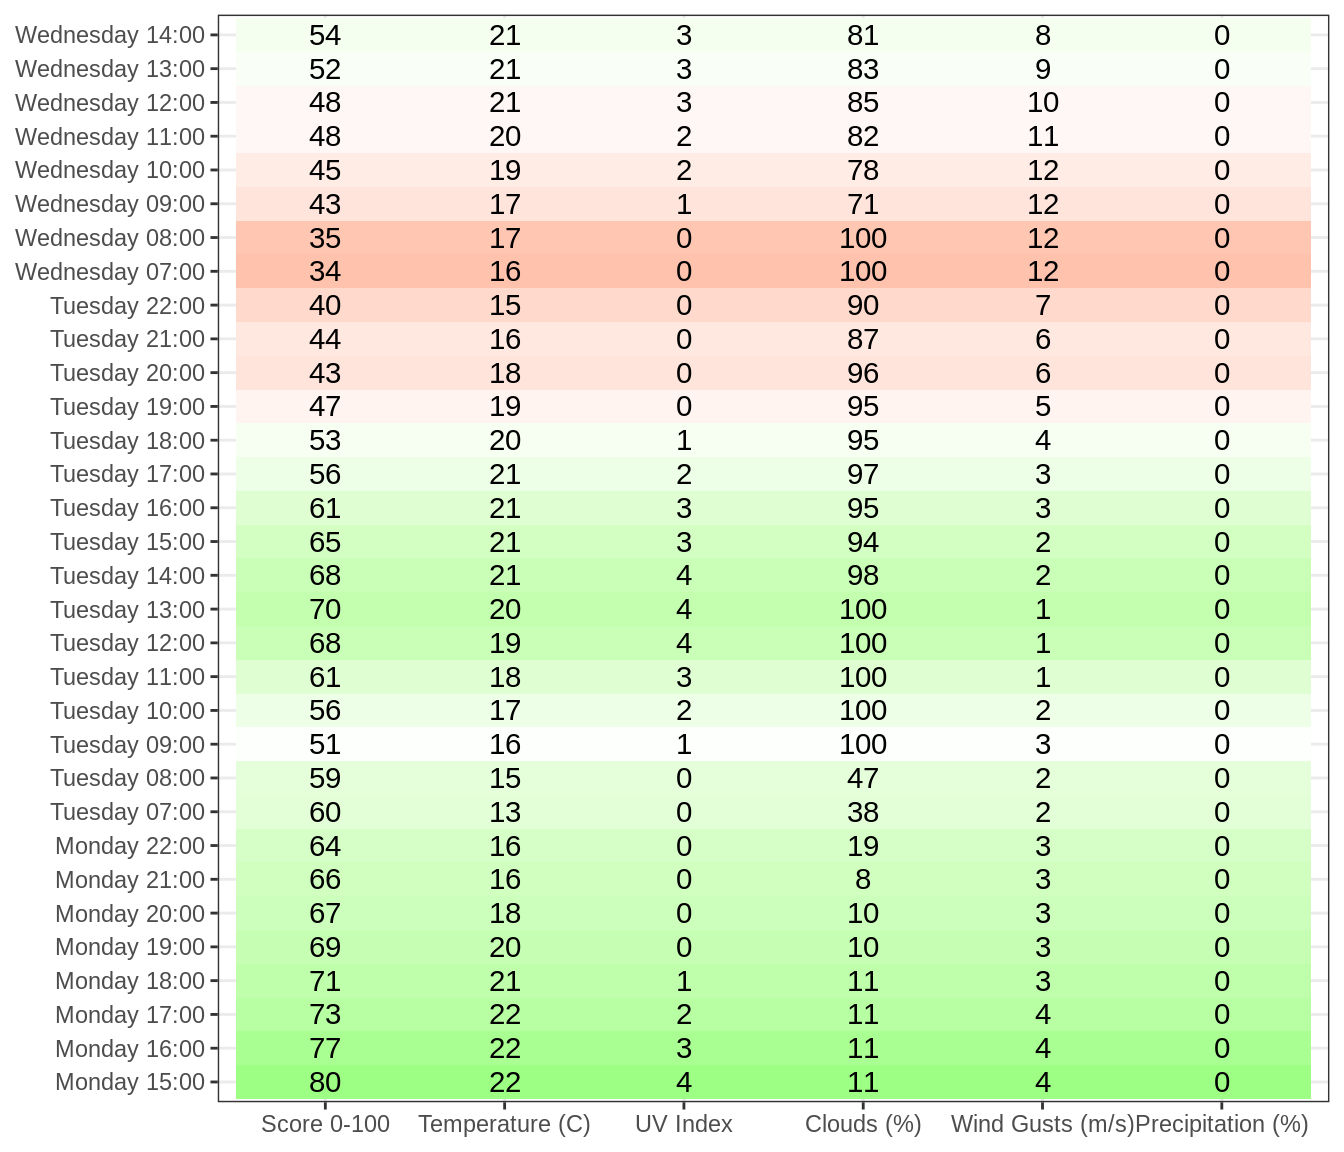 Wednesday 14:00 54 21 3 81 8 0
Wednesday 13:00 52 21 3 83 9 0
Wednesday 12:00 48 21 3 85 10 0
Wednesday 11:00 48 20 2 82 11 0
Wednesday 10:00 45 19 2 78 12 0
Wednesday 09:00 43 17 1 71 12 0
Wednesday 08:00 35 17 0 100 12 0
Wednesday 07:00 34 16 0 100 12 0
Tuesday 22:00 40 15 0 90 7 0
Tuesday 21:00 44 16 0 87 6 0
Tuesday 20:00 43 18 0 96 6 0
Tuesday 19:00 47 19 0 95 5 0
Tuesday 18:00 53 20 1 95 4 0
Tuesday 17:00 56 21 2 97 3 0
Tuesday 16:00 61 21 3 95 3 0
Tuesday 15:00 65 21 3 94 2 0
Tuesday 14:00 68 21 4 98 2 0
Tuesday 13:00 70 20 4 100 1 0
Tuesday 12:00 68 19 4 100 1 0
Tuesday 11:00 61 18 3 100 1 0
Tuesday 10:00 56 17 2 100 2 0
Tuesday 09:00 51 16 1 100 3 0
Tuesday 08:00 59 15 0 47 2 0
Tuesday 07:00 60 13 0 38 2 0
Monday 22:00 64 16 0 19 3 0
Monday 21:00 66 16 0 8 3 0
Monday 20:00 67 18 0 10 3 0
Monday 19:00 69 20 0 10 3 0
Monday 18:00 71 21 1 11 3 0
Monday 17:00 73 22 2 11 4 0
Monday 16:00 77 22 3 11 4 0
Monday 15:00 80 22 4 11 4 0
Score 0-100 Temperature (C) UV Index Clouds (%) Wind Gusts (m/s) Precipitation (%)